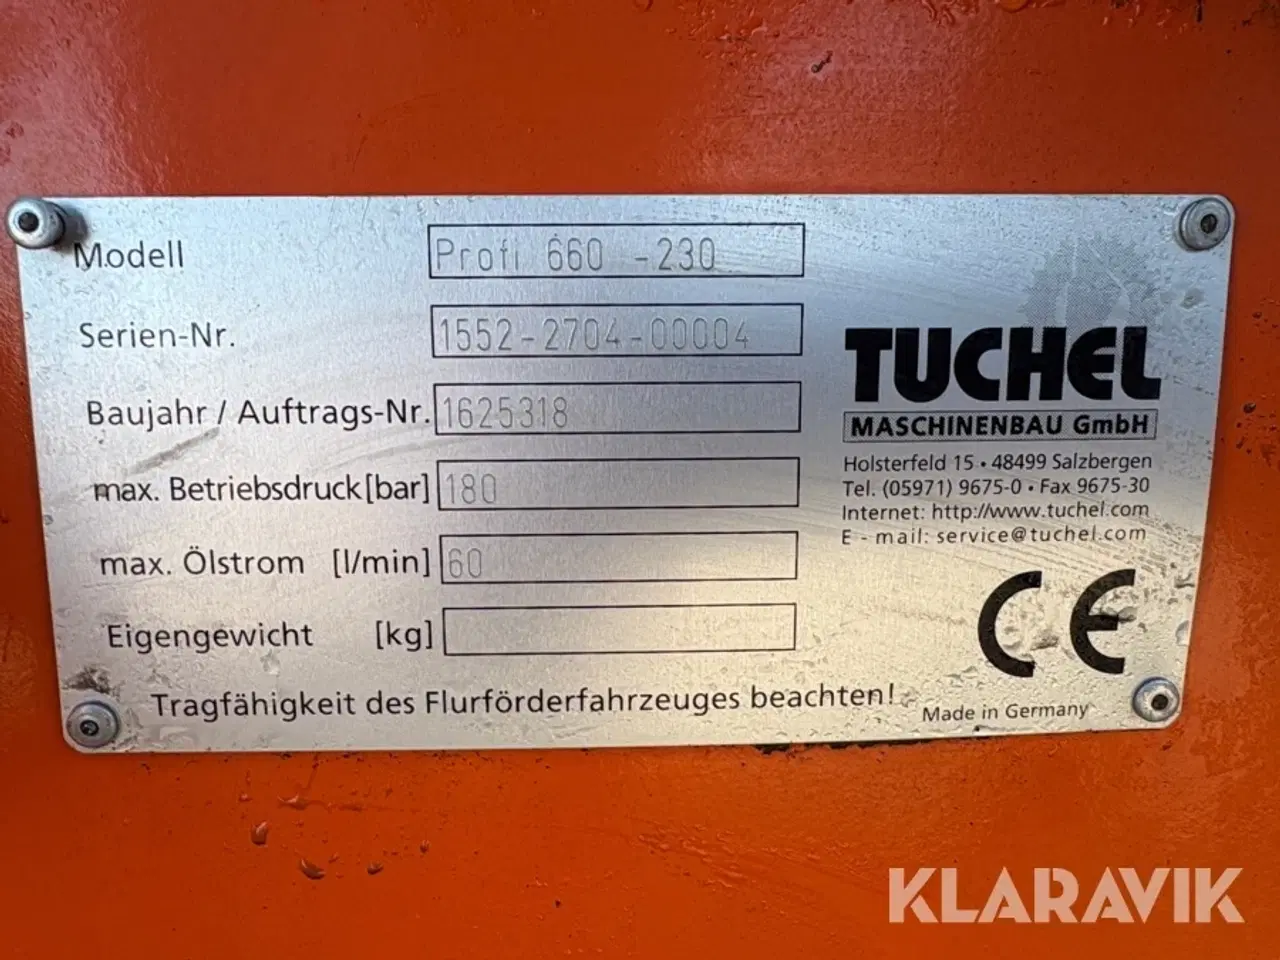 Modell Profi 660 -230
Serien-Nr. 1552-2704-00004
Baujahr / Auftrags-Nr. 1625318
max. Betriebsdruck [bar] 180
max. Ölstrom [l/min] 60
Eigengewicht [kg]
Tragfähigkeit des Flurförderfahrzeuges beachten!
TUCHEL
MASCHINENBAU GmbH
Holsterfeld 15 • 48499 Salzbergen
Tel. (05971) 9675-0 • Fax 9675-30
Internet: http://www.tuchel.com
E - mail: service@tuchel.com
CE
Made in Germany
KLARAVIK